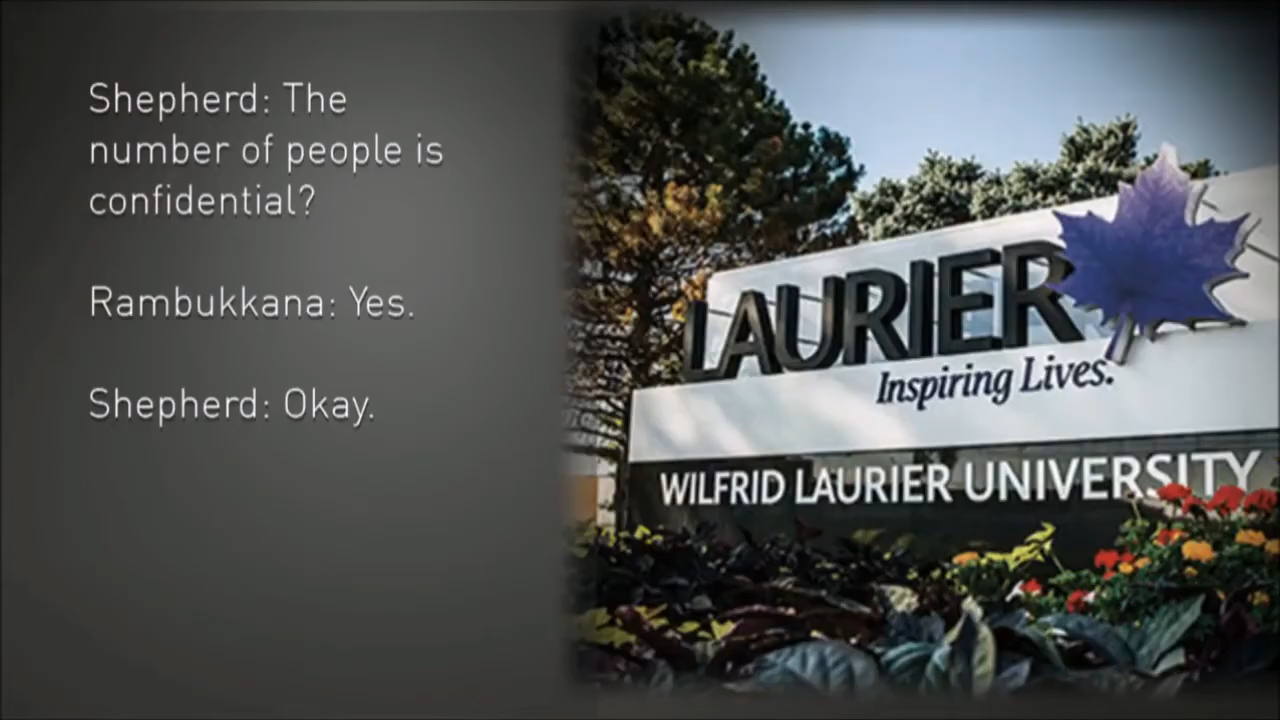 Shepherd: The
number of people is
confidential?
Rambukkana: Yes.
Shepherd: Okay.
LAURIER
Inspiring Lives.
WILFRID LAURIER UNIVERSITY